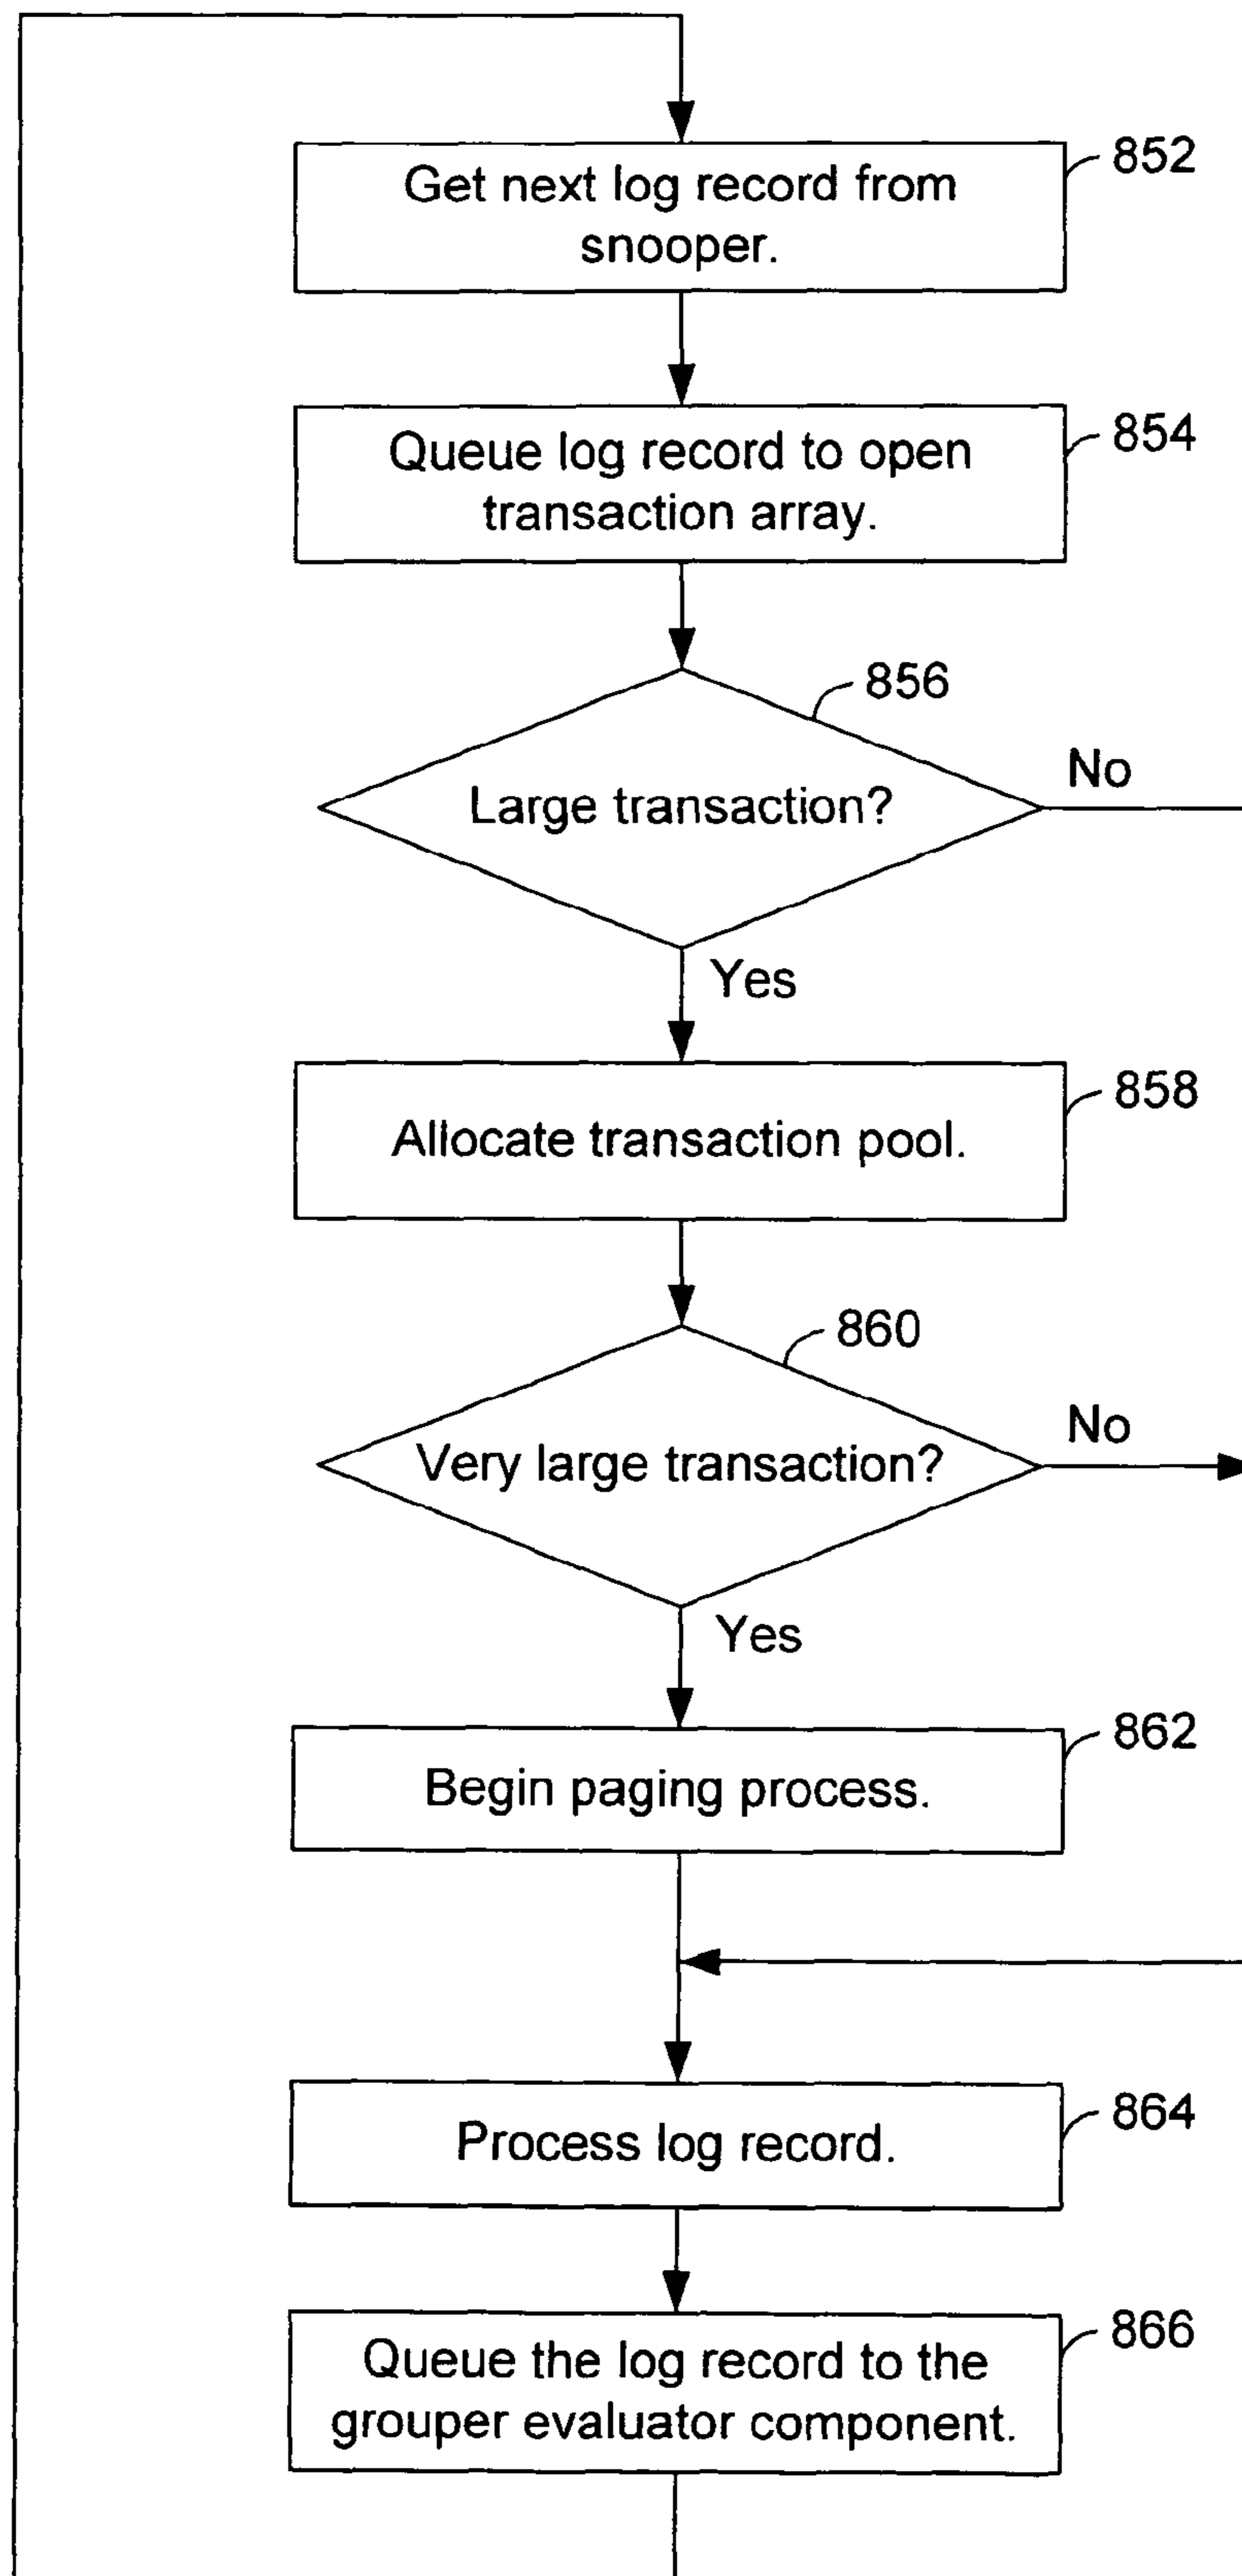 852
Get next log record from
snooper.
854
Queue log record to open
transaction array.
856
Large transaction?
No
Yes
858
Allocate transaction pool.
860
Very large transaction?
No
Yes
862
Begin paging process.
864
Process log record.
866
Queue the log record to the
grouper evaluator component.